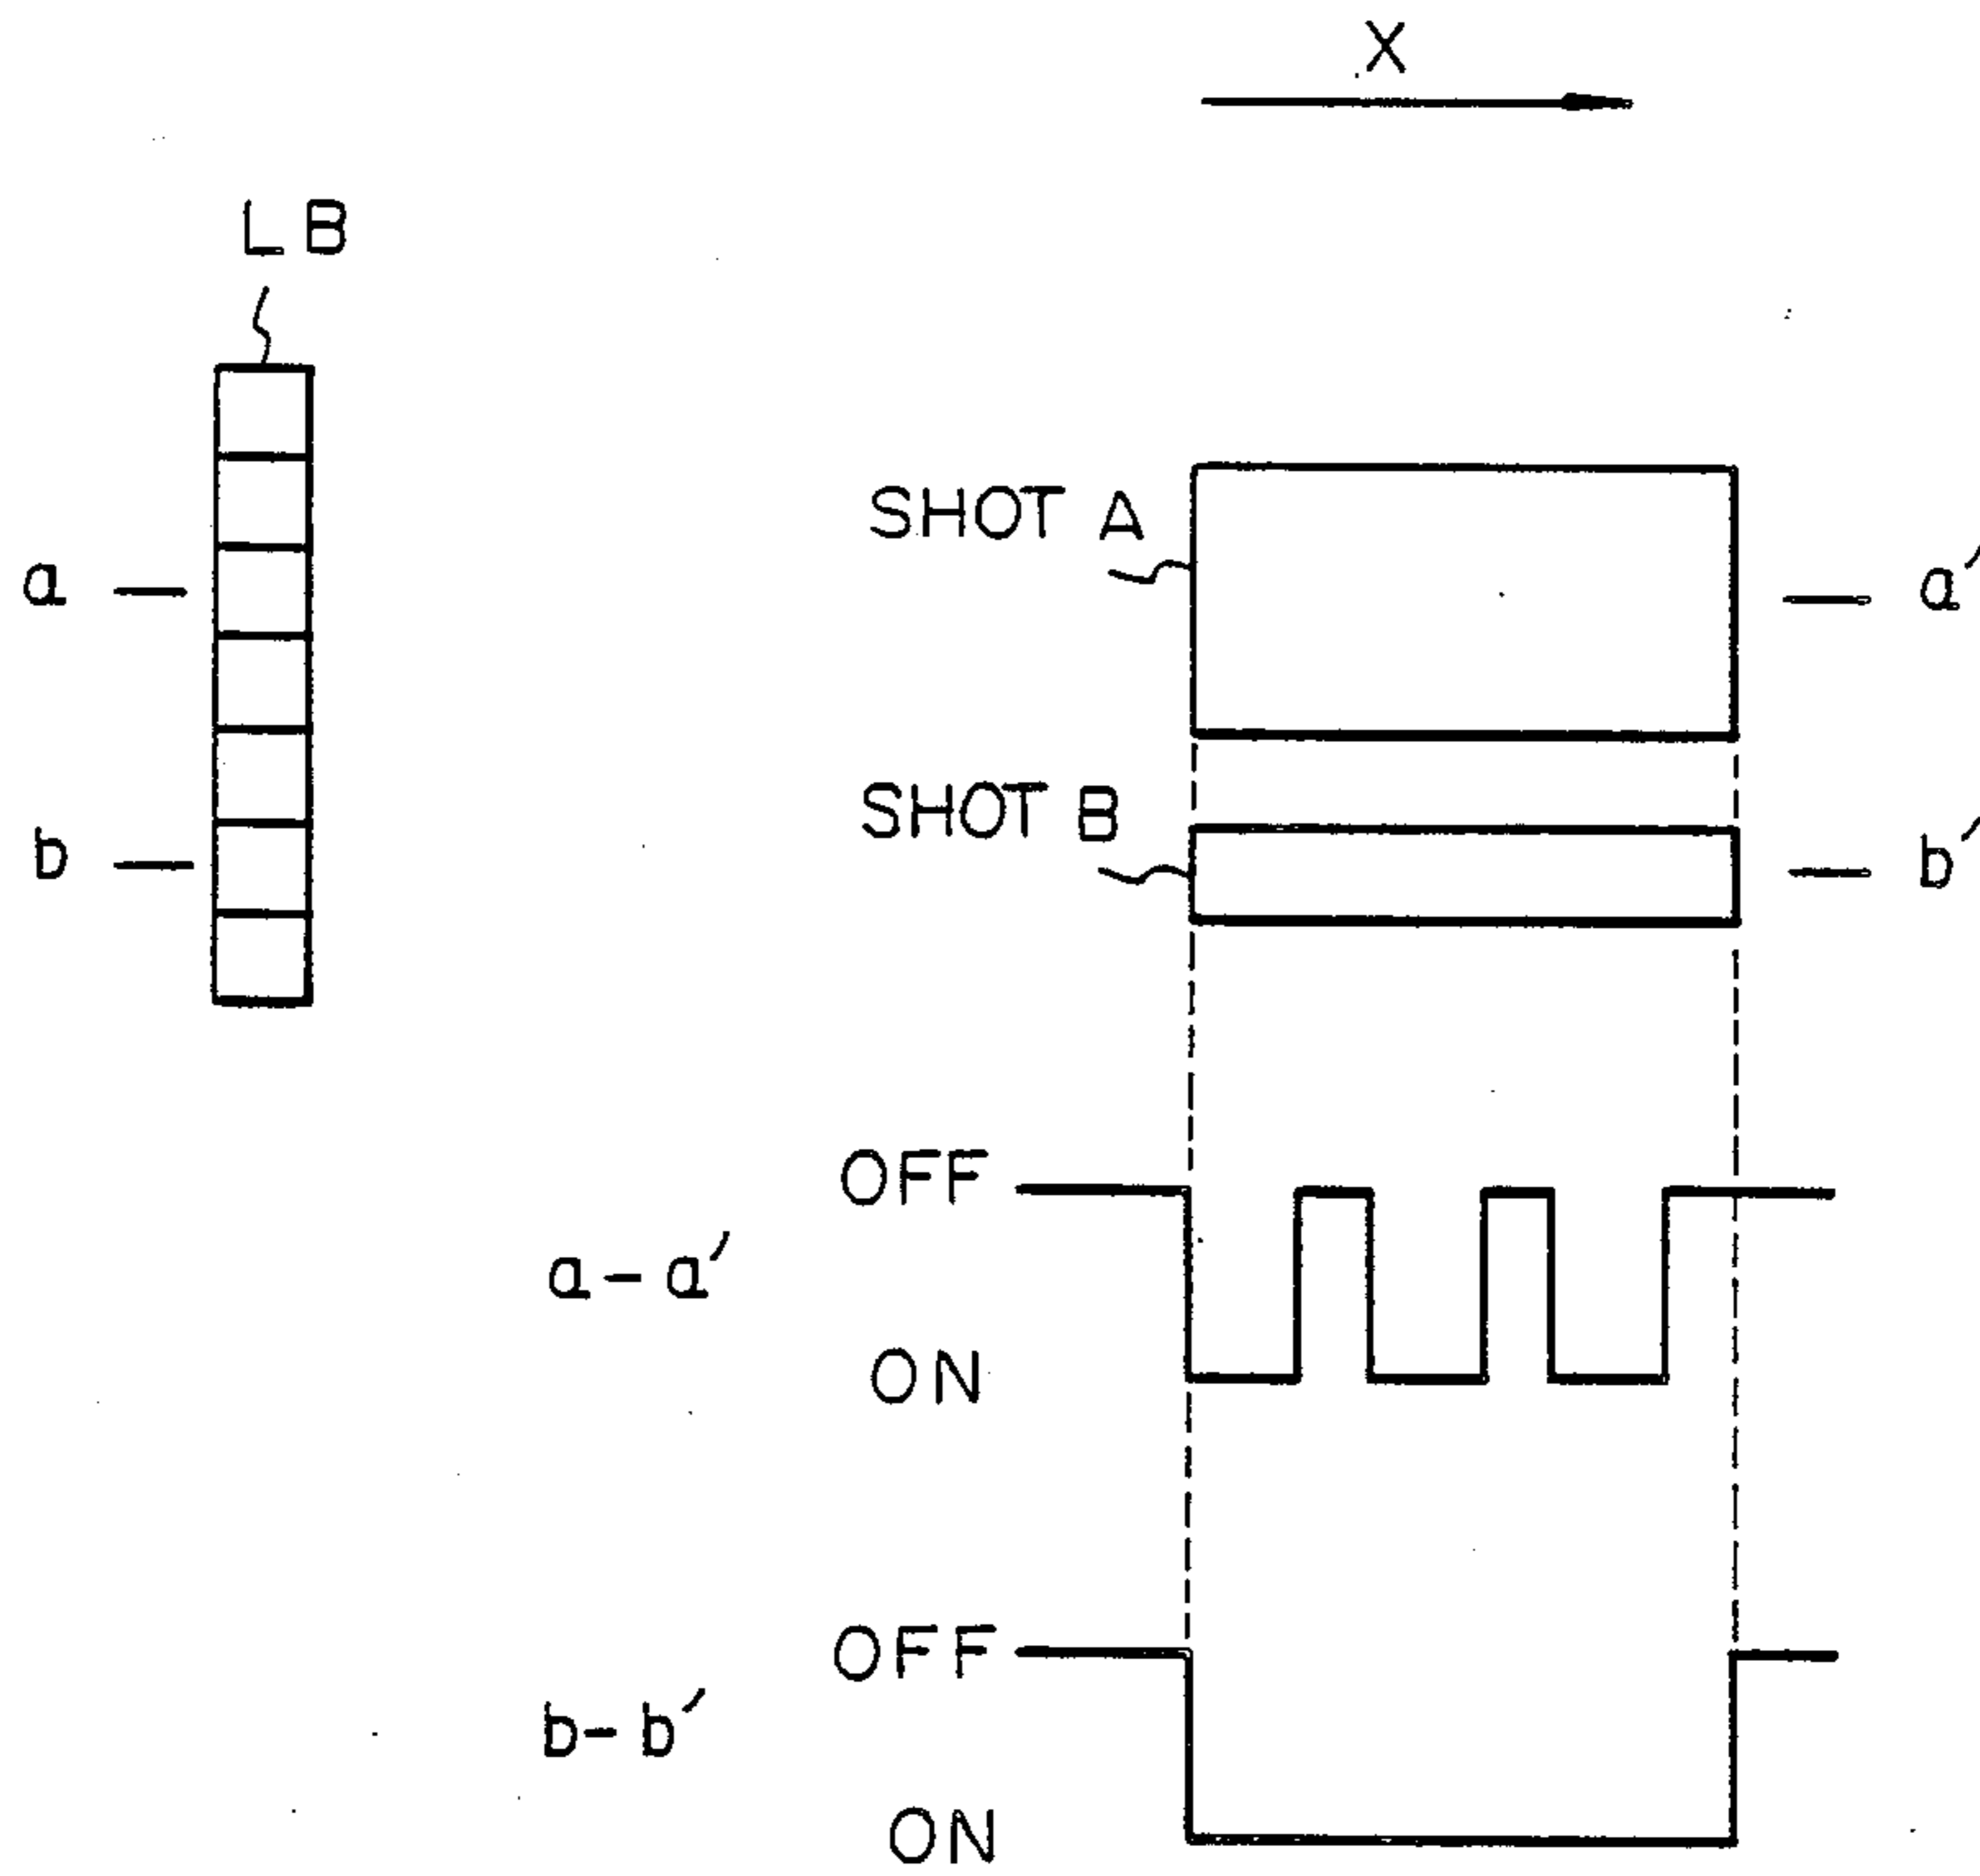 X
LB
SHOT A
a
a′
SHOT B
b
b′
OFF
a-a′
ON
OFF
b-b′
ON